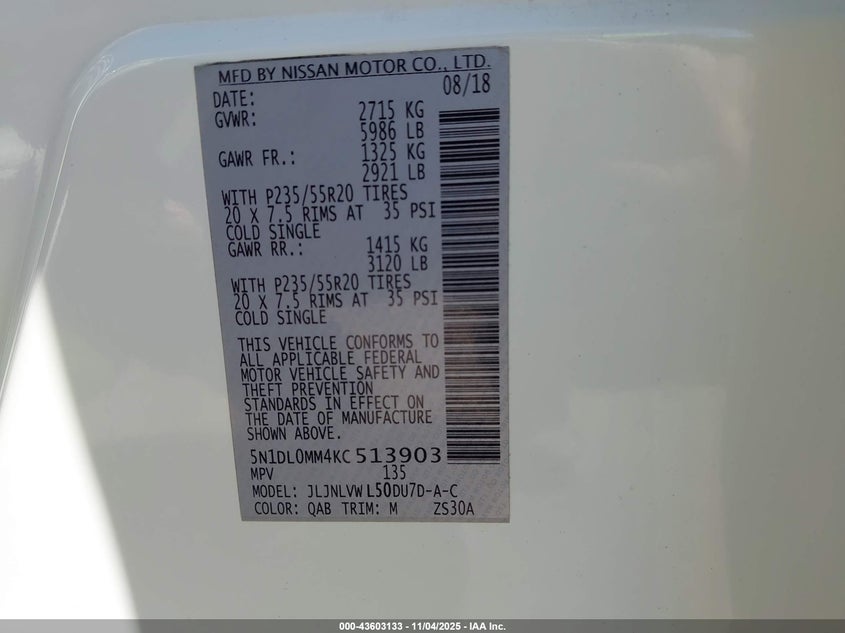 MFD BY NISSAN MOTOR CO., LTD.
DATE: 08/18
GVWR: 2715 KG
5986 LB
GAWR FR.: 1325 KG
2921 LB
WITH P235/55R20 TIRES
20 X 7.5 RIMS AT 35 PSI
COLD SINGLE
GAWR RR.: 1415 KG
3120 LB
WITH P235/55R20 TIRES
20 X 7.5 RIMS AT 35 PSI
COLD SINGLE
THIS VEHICLE CONFORMS TO
ALL APPLICABLE FEDERAL
MOTOR VEHICLE SAFETY AND
THEFT PREVENTION
STANDARDS IN EFFECT ON
THE DATE OF MANUFACTURE
SHOWN ABOVE.
5N1DL0MM4KC 513903
MPV 135
MODEL: JLJNLVW L50DU7D-A-C
COLOR: QAB TRIM: M ZS30A
000-43603133 - 11/04/2025 - IAA Inc.